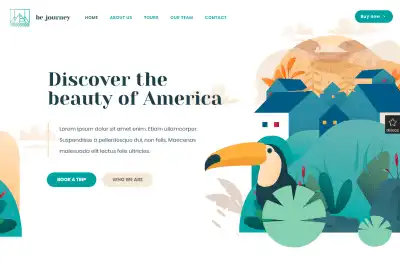 be journey
HOME
ABOUT US
TOURS
OUR TEAM
CONTACT
Buy now
Discover the
beauty of America
Lorem ipsum dolor sit amet enim. Etiam ullamcorper.
Suspendisse a pellentesque dui, non felis. Maecenas
malesuada elit lectus felis ultricies.
BOOK A TRIP
WHO WE ARE